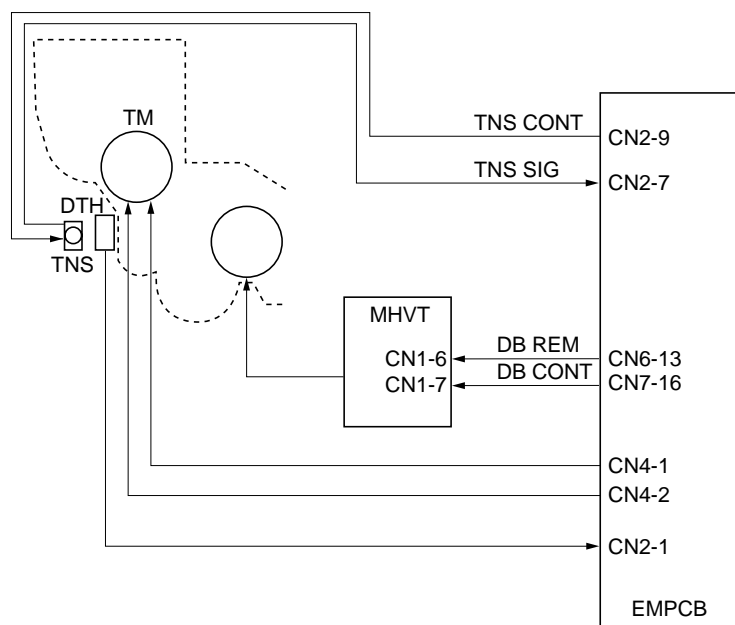 TNS CONT
CN2-9
TM
TNS SIG
CN2-7
DTH
TNS
MHVT
DB REM
CN1-6
CN6-13
DB CONT
CN1-7
CN7-16
CN4-1
CN4-2
CN2-1
EMPCB